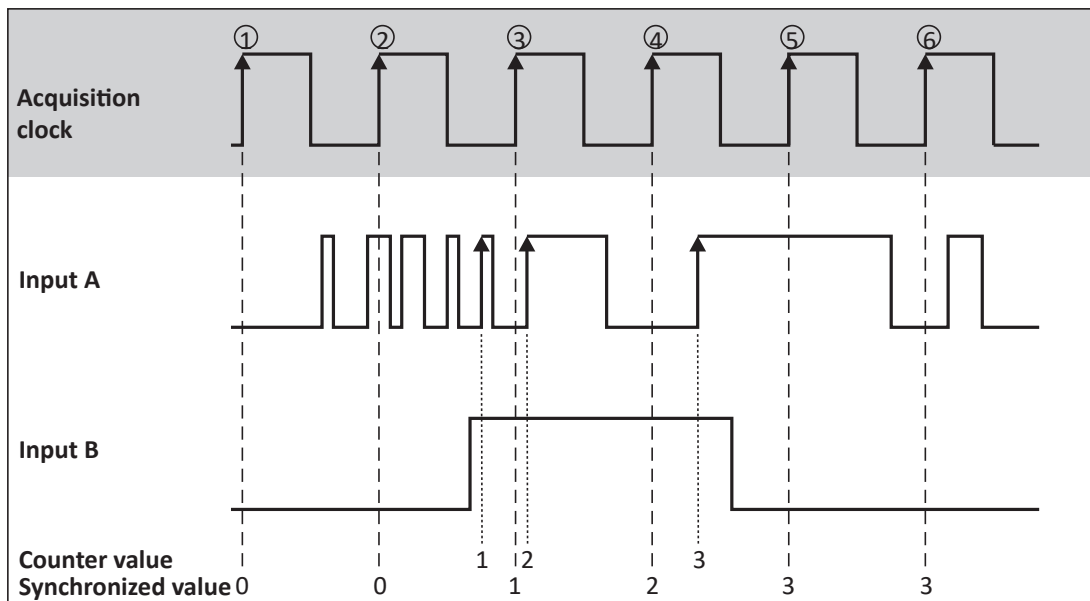 ① ② ③ ④ ⑤ ⑥
Acquisition
clock
Input A
Input B
Counter value 1 2 3
Synchronized value 0 0 1 2 3 3